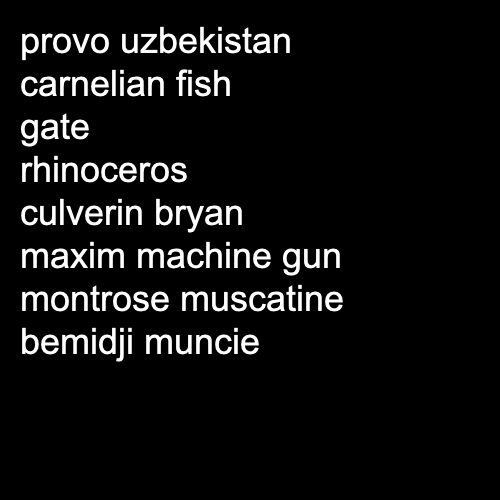 provo uzbekistan
carnelian fish
gate
rhinoceros
culverin bryan
maxim machine gun
montrose muscatine
bemidji muncie